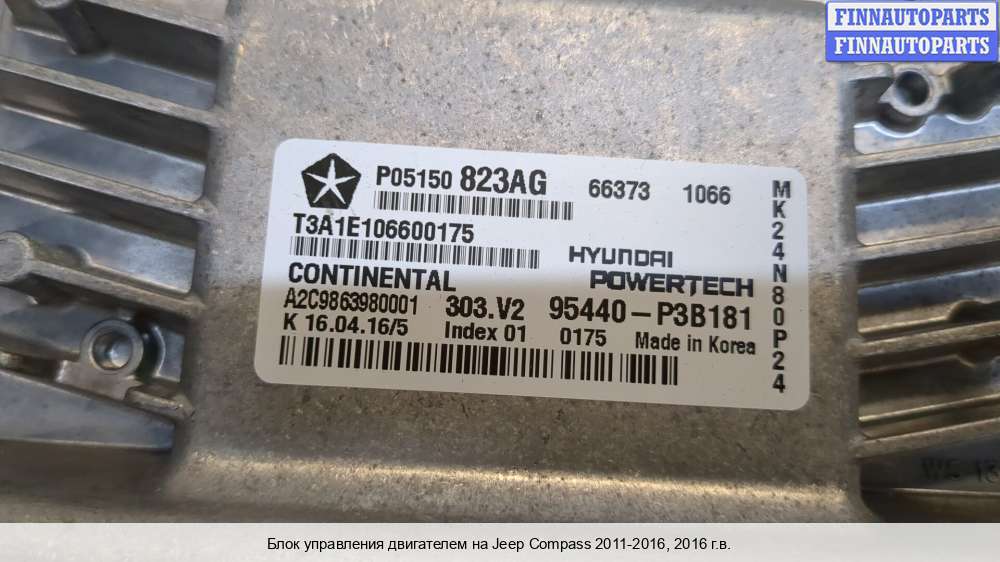 FINNAUTOPARTS
FINNAUTOPARTS
P05150 823AG 66373 1066
T3A1E106600175
HYUNDAI
CONTINENTAL POWERTECH
A2C9863980001 303.V2 95440-P3B181
K 16.04.16/5 Index 01 0175 Made in Korea
MK24N80P24
Блок управления двигателем на Jeep Compass 2011-2016, 2016 г.в.